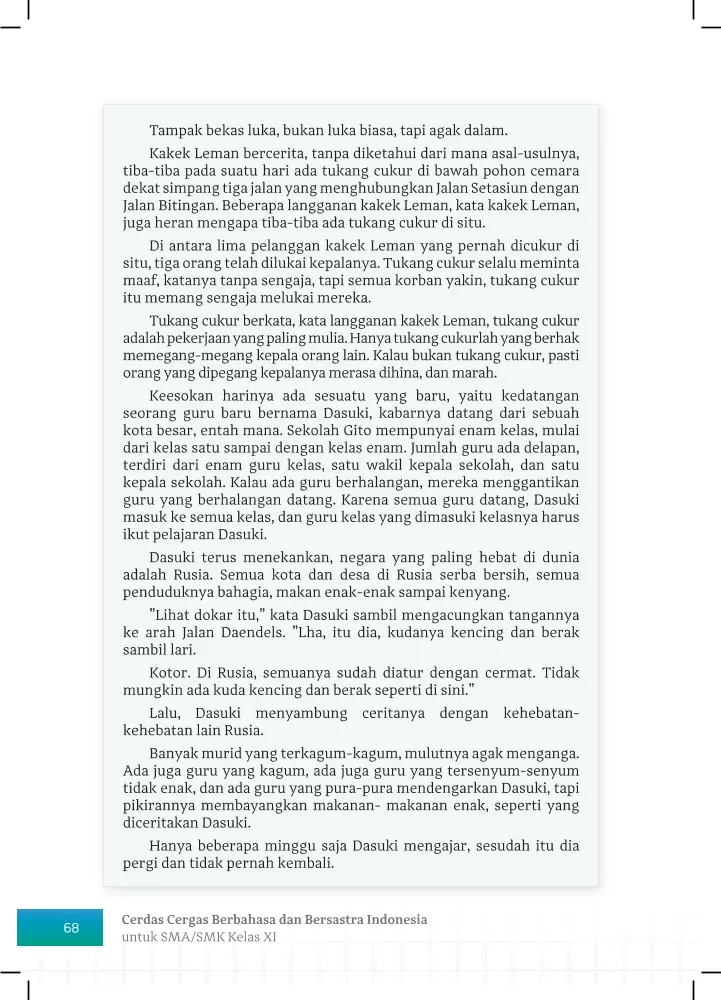 Tampak bekas luka, bukan luka biasa, tapi agak dalam.
Kakek Leman bercerita, tanpa diketahui dari mana asal-usulnya,
tiba-tiba pada suatu hari ada tukang cukur di bawah pohon cemara
dekat simpang tiga jalan yang menghubungkan Jalan Setasiun dengan
Jalan Bitingan. Beberapa langganan kakek Leman, kata kakek Leman,
juga heran mengapa tiba-tiba ada tukang cukur di situ.
Di antara lima pelanggan kakek Leman yang pernah dicukur di
situ, tiga orang telah dilukai kepalanya. Tukang cukur selalu meminta
maaf, katanya tanpa sengaja, tapi semua korban yakin, tukang cukur
itu memang sengaja melukai mereka.
Tukang cukur berkata, kata langganan kakek Leman, tukang cukur
adalah pekerjaan yang paling mulia. Hanya tukang cukurlah yang berhak
memegang-megang kepala orang lain. Kalau bukan tukang cukur, pasti
orang yang dipegang kepalanya merasa dihina, dan marah.
Keesokan harinya ada sesuatu yang baru, yaitu kedatangan
seorang guru baru bernama Dasuki, kabarnya datang dari sebuah
kota besar, entah mana. Sekolah Gito mempunyai enam kelas, mulai
dari kelas satu sampai dengan kelas enam. Jumlah guru ada delapan,
terdiri dari enam guru kelas, satu wakil kepala sekolah, dan satu
kepala sekolah. Kalau ada guru berhalangan, mereka menggantikan
guru yang berhalangan datang. Karena semua guru datang, Dasuki
masuk ke semua kelas, dan guru kelas yang dimasuki kelasnya harus
ikut pelajaran Dasuki.
Dasuki terus menekankan, negara yang paling hebat di dunia
adalah Rusia. Semua kota dan desa di Rusia serba bersih, semua
penduduknya bahagia, makan enak-enak sampai kenyang.
”Lihat dokar itu,” kata Dasuki sambil mengacungkan tangannya
ke arah Jalan Daendels. ”Lha, itu dia, kudanya kencing dan berak
sambil lari.
Kotor. Di Rusia, semuanya sudah diatur dengan cermat. Tidak
mungkin ada kuda kencing dan berak seperti di sini.”
Lalu, Dasuki menyambung ceritanya dengan kehebatan-
kehebatan lain Rusia.
Banyak murid yang terkagum-kagum, mulutnya agak menganga.
Ada juga guru yang kagum, ada juga guru yang tersenyum-senyum
tidak enak, dan ada guru yang pura-pura mendengarkan Dasuki, tapi
pikirannya membayangkan makanan- makanan enak, seperti yang
diceritakan Dasuki.
Hanya beberapa minggu saja Dasuki mengajar, sesudah itu dia
pergi dan tidak pernah kembali.
68
Cerdas Cergas Berbahasa dan Bersastra Indonesia
untuk SMA/SMK Kelas XI